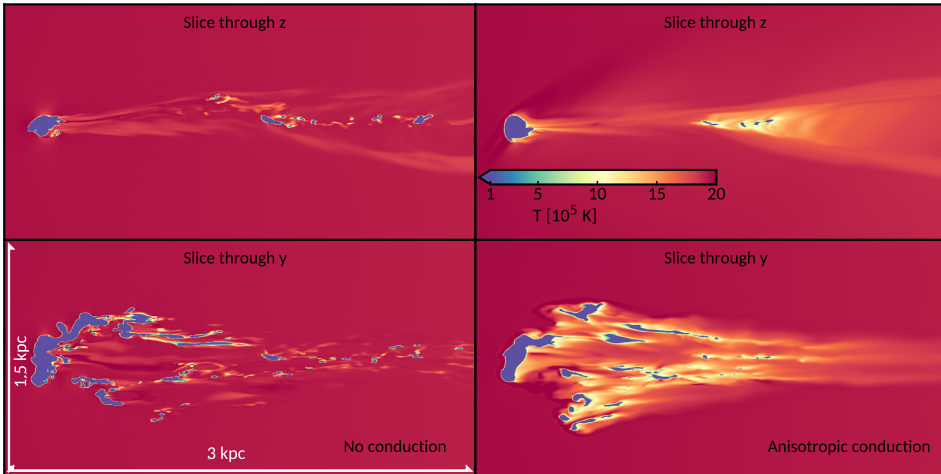 Slice through z
Slice through z
1 5 10 15 20
T [10⁵ K]
Slice through y
Slice through y
1,5 kpc
3 kpc
No conduction
Anisotropic conduction